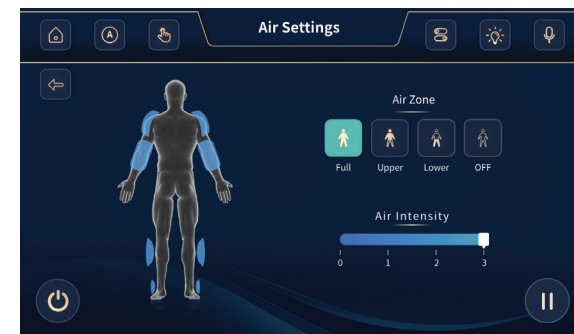 A
Air Settings
Air Zone
Full Upper Lower OFF
Air Intensity
0 1 2 3